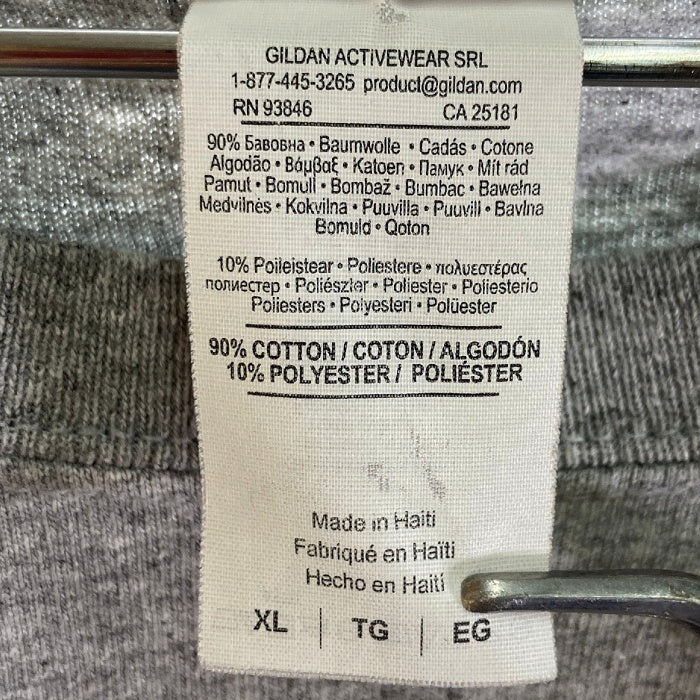 GILDAN ACTIVEWEAR SRL
1-877-445-3265 product@gildan.com
RN 93846 CA 25181
90% Бавовна • Baumwolle • Cadás • Cotone
Algodão • Βάμβαξ • Katoen • Памук • Mít rád
Pamut • Bomull • Bombaž • Bumbac • Bawełna
Medvilnės • Kokvilna • Puuvilla • Puuvill • Bavlna
Bomuld • Qoton
10% Poileistear • Poliestere • πολυεστέρας
полиестер • Poliészter • Poliester • Poliesterio
Poliesters • Polyesteri • Polüester
90% COTTON / COTON / ALGODÓN
10% POLYESTER / POLIÉSTER
Made in Haiti
Fabriqué en Haïti
Hecho en Haití
XL | TG | EG